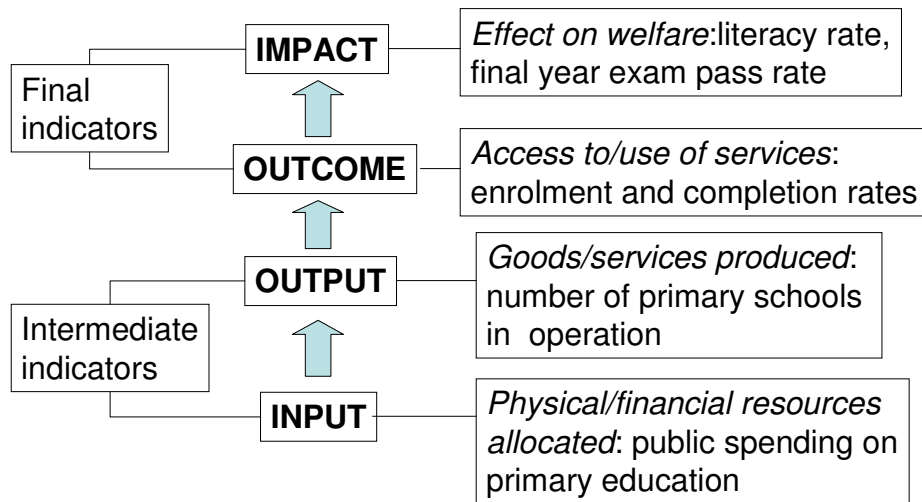 IMPACT
Effect on welfare:literacy rate,
final year exam pass rate
Final
indicators
OUTCOME
Access to/use of services:
enrolment and completion rates
OUTPUT
Goods/services produced:
number of primary schools
in operation
Intermediate
indicators
INPUT
Physical/financial resources
allocated: public spending on
primary education